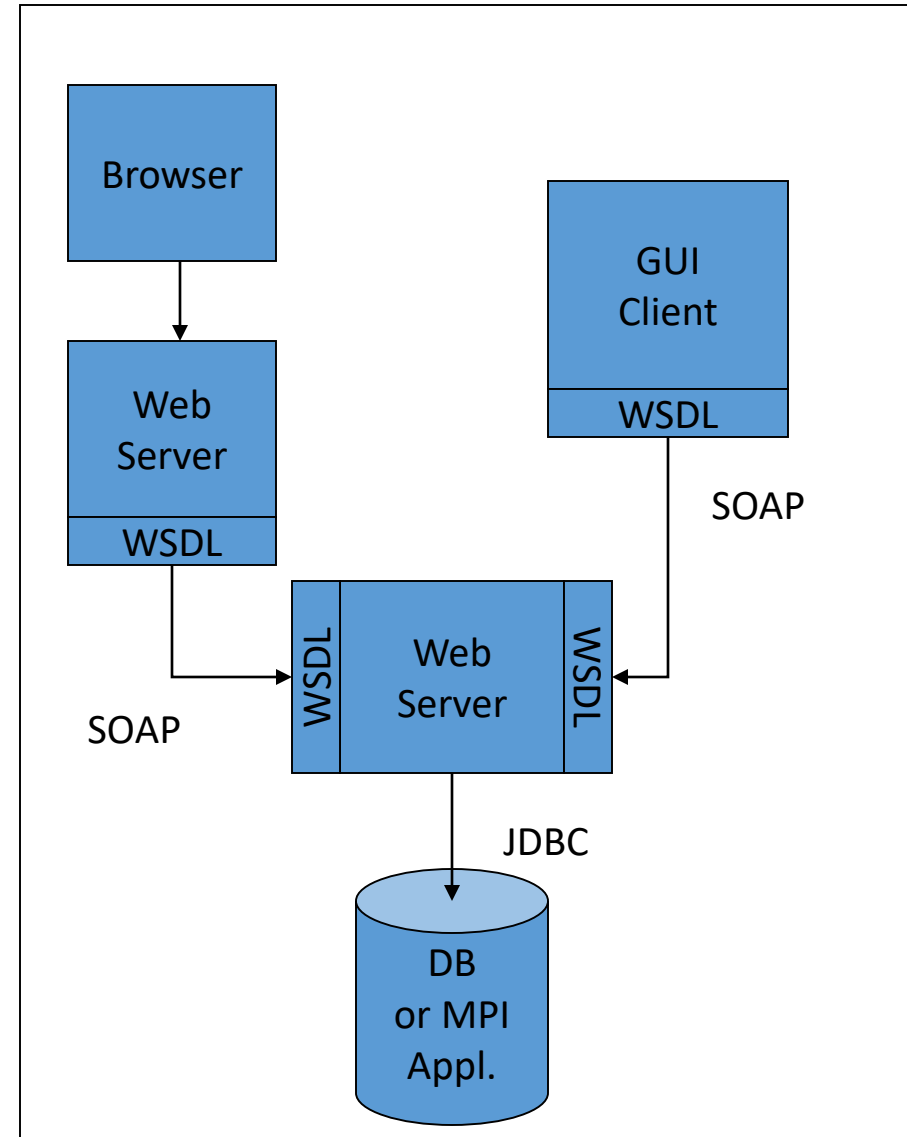 Browser
GUI
Client
WSDL
Web
Server
WSDL
SOAP
WSDL
Web
Server
WSDL
SOAP
JDBC
DB
or MPI
Appl.